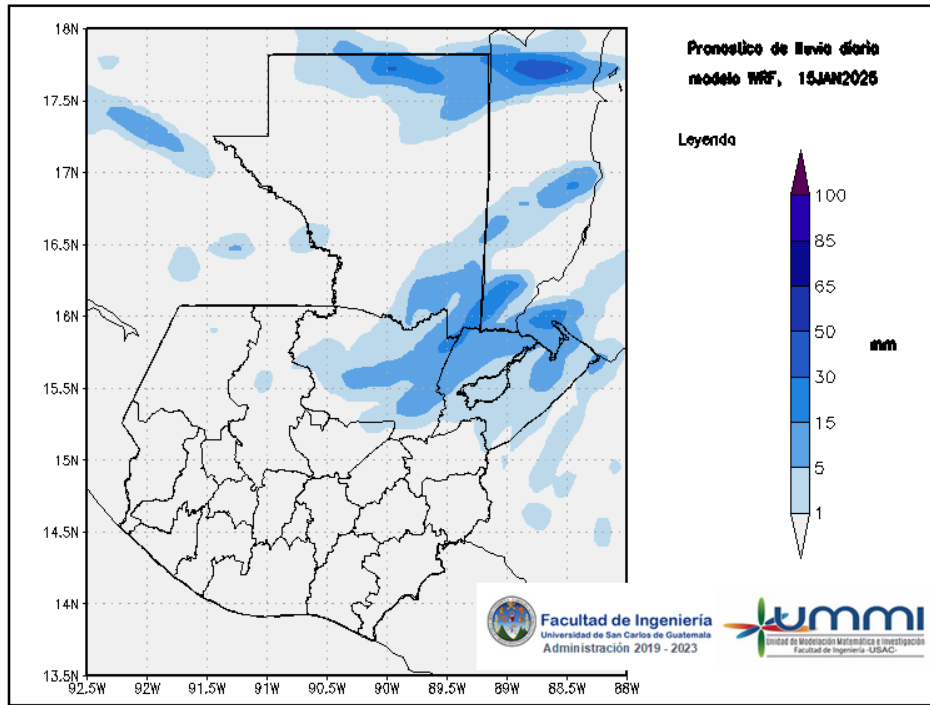 18N
17.5N
17N
16.5N
16N
15.5N
15N
14.5N
14N
13.5N
92.5W
92W
91.5W
91W
90.5W
90W
89.5W
89W
88.5W
88W
Pronostico de lluvia diaria
modelo WRF, 15JAN2025
Leyenda
100
85
65
50
30
15
5
1
mm
Facultad de Ingeniería
Universidad de San Carlos de Guatemala
Administración 2019 - 2023
UMMI
Unidad de Modelación Matemática e Investigación
Facultad de Ingeniería -USAC-